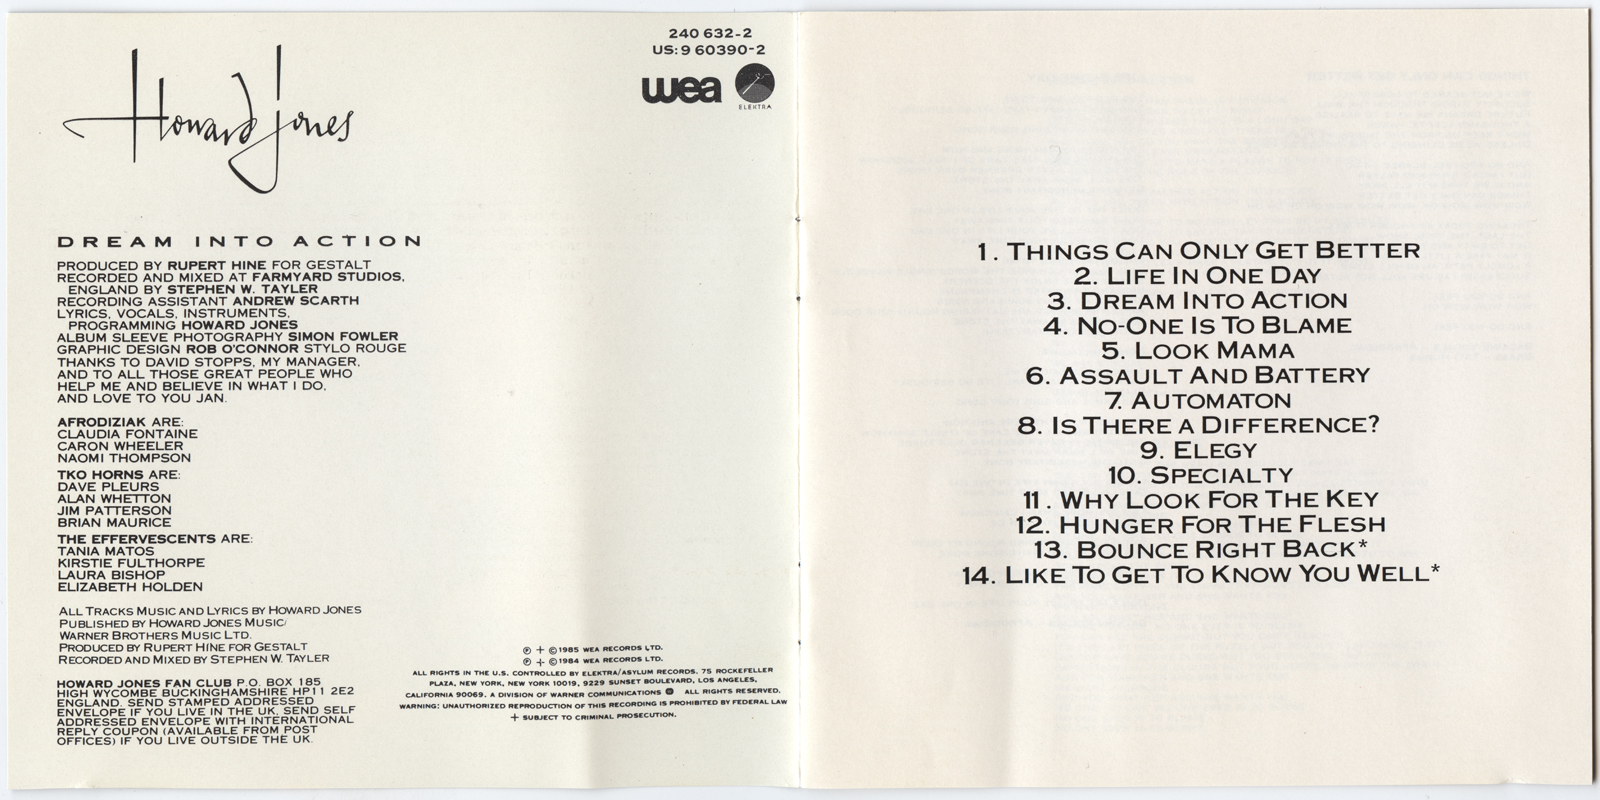 Howard Jones
240 632-2
US: 9 60390-2
wea
ELEKTRA
DREAM INTO ACTION
PRODUCED BY RUPERT HINE FOR GESTALT
RECORDED AND MIXED AT FARMYARD STUDIOS,
ENGLAND BY STEPHEN W. TAYLER
RECORDING ASSISTANT ANDREW SCARTH
LYRICS, VOCALS, INSTRUMENTS,
PROGRAMMING HOWARD JONES
ALBUM SLEEVE PHOTOGRAPHY SIMON FOWLER
GRAPHIC DESIGN ROB O'CONNOR STYLO ROUGE
THANKS TO DAVID STOPPS, MY MANAGER,
AND TO ALL THOSE GREAT PEOPLE WHO
HELP ME AND BELIEVE IN WHAT I DO,
AND LOVE TO YOU JAN.
AFRODIZIAK ARE:
CLAUDIA FONTAINE
CARON WHEELER
NAOMI THOMPSON
TKO HORNS ARE:
DAVE PLEURS
ALAN WHETTON
JIM PATTERSON
BRIAN MAURICE
THE EFFERVESCENTS ARE:
TANIA MATOS
KIRSTIE FULTHORPE
LAURA BISHOP
ELIZABETH HOLDEN
ALL TRACKS MUSIC AND LYRICS BY HOWARD JONES
PUBLISHED BY HOWARD JONES MUSIC/
WARNER BROTHERS MUSIC LTD.
PRODUCED BY RUPERT HINE FOR GESTALT
RECORDED AND MIXED BY STEPHEN W. TAYLER
HOWARD JONES FAN CLUB P.O. BOX 185
HIGH WYCOMBE BUCKINGHAMSHIRE HP11 2E2
ENGLAND. SEND STAMPED ADDRESSED
ENVELOPE IF YOU LIVE IN THE UK, SEND SELF
ADDRESSED ENVELOPE WITH INTERNATIONAL
REPLY COUPON (AVAILABLE FROM POST
OFFICES) IF YOU LIVE OUTSIDE THE UK.
℗ + © 1985 WEA RECORDS LTD.
℗ + © 1984 WEA RECORDS LTD.
ALL RIGHTS IN THE U.S. CONTROLLED BY ELEKTRA/ASYLUM RECORDS, 75 ROCKEFELLER
PLAZA, NEW YORK, NEW YORK 10019, 9229 SUNSET BOULEVARD, LOS ANGELES,
CALIFORNIA 90069. A DIVISION OF WARNER COMMUNICATIONS ALL RIGHTS RESERVED.
WARNING: UNAUTHORIZED REPRODUCTION OF THIS RECORDING IS PROHIBITED BY FEDERAL LAW
+ SUBJECT TO CRIMINAL PROSECUTION.
1. THINGS CAN ONLY GET BETTER
2. LIFE IN ONE DAY
3. DREAM INTO ACTION
4. NO-ONE IS TO BLAME
5. LOOK MAMA
6. ASSAULT AND BATTERY
7. AUTOMATON
8. IS THERE A DIFFERENCE?
9. ELEGY
10. SPECIALTY
11. WHY LOOK FOR THE KEY
12. HUNGER FOR THE FLESH
13. BOUNCE RIGHT BACK*
14. LIKE TO GET TO KNOW YOU WELL*